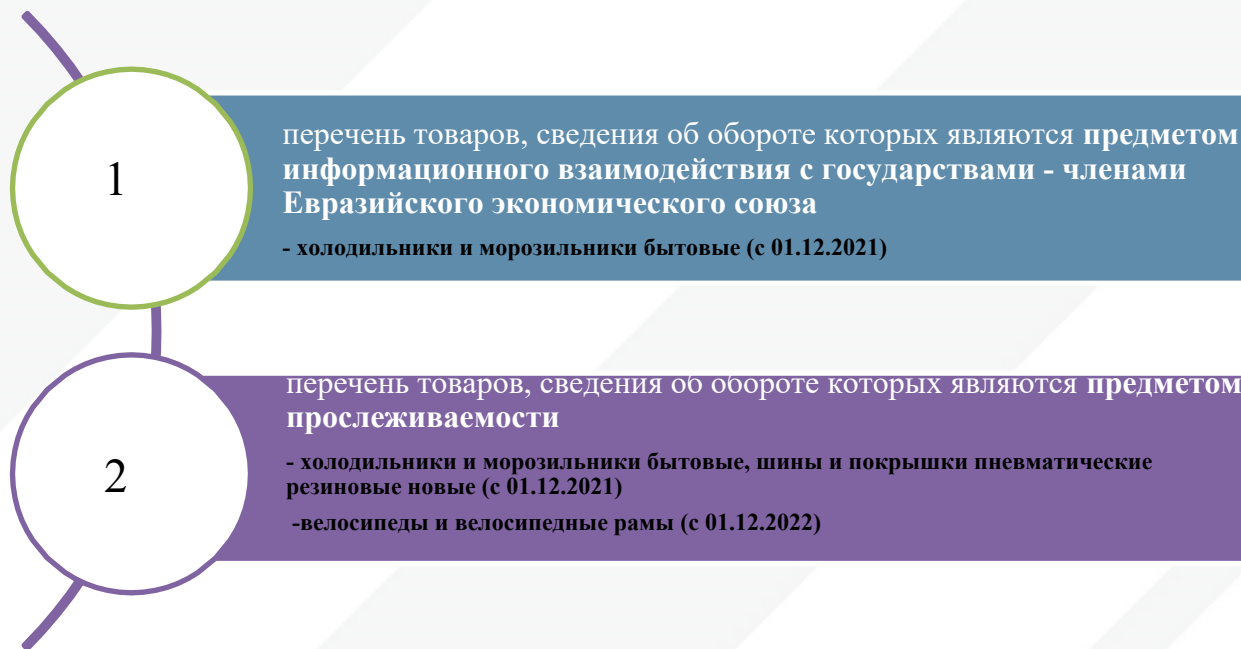 1
перечень товаров, сведения об обороте которых являются предметом
информационного взаимодействия с государствами - членами
Евразийского экономического союза
- холодильники и морозильники бытовые (с 01.12.2021)
2
перечень товаров, сведения об обороте которых являются предметом
прослеживаемости
- холодильники и морозильники бытовые, шины и покрышки пневматические
резиновые новые (с 01.12.2021)
-велосипеды и велосипедные рамы (с 01.12.2022)